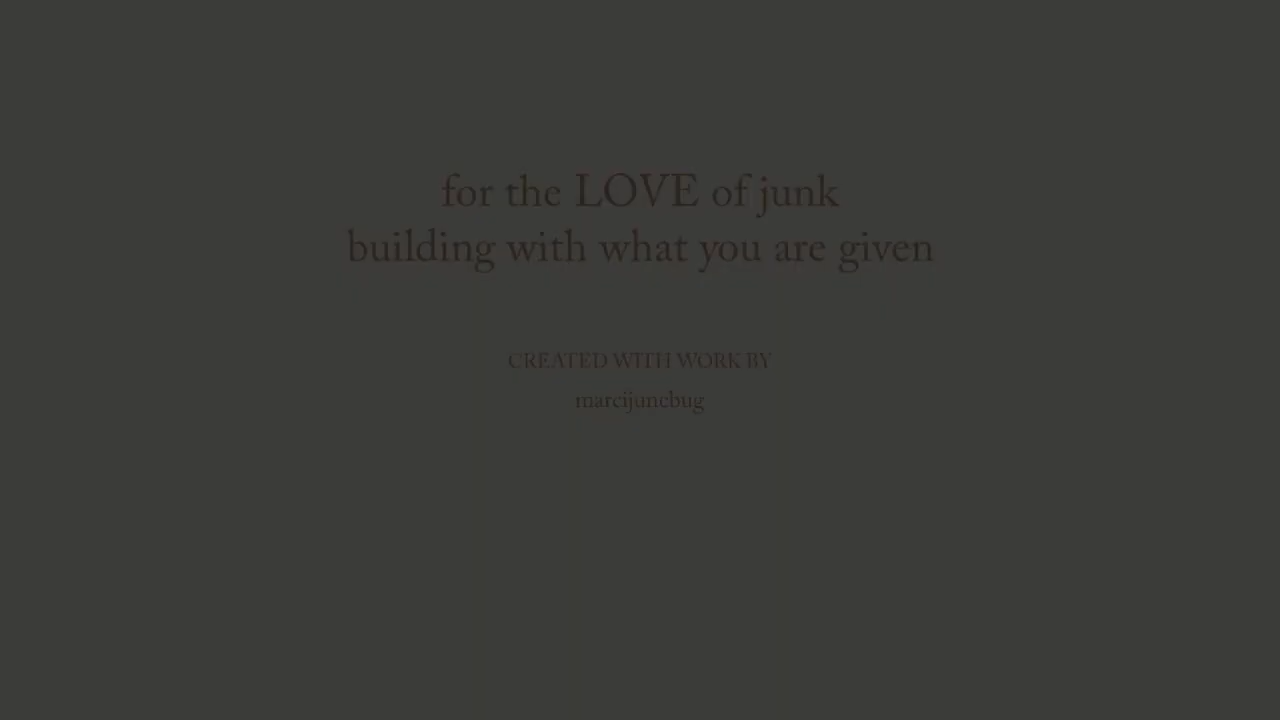 for the LOVE of junk
building with what you are given
CREATED WITH WORK BY
marcijunebug